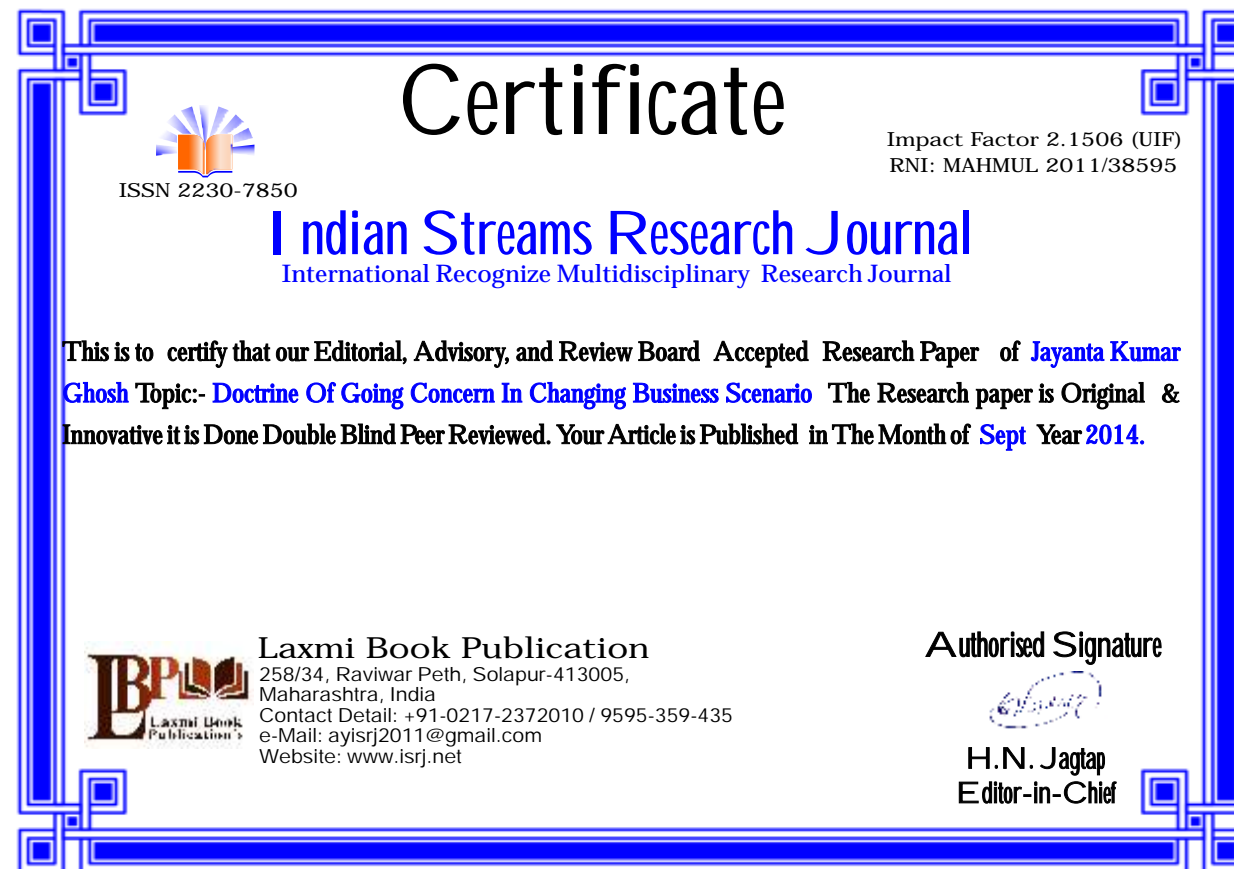 Certificate
Impact Factor 2.1506 (UIF)
RNI: MAHMUL 2011/38595
ISSN 2230-7850
Indian Streams Research Journal
International Recognize Multidisciplinary Research Journal
This is to certify that our Editorial, Advisory, and Review Board Accepted Research Paper of Jayanta Kumar
Ghosh Topic:- Doctrine Of Going Concern In Changing Business Scenario The Research paper is Original &
Innovative it is Done Double Blind Peer Reviewed. Your Article is Published in The Month of Sept Year 2014.
LBP
Laxmi Book
Publication's
Laxmi Book Publication
258/34, Raviwar Peth, Solapur-413005,
Maharashtra, India
Contact Detail: +91-0217-2372010 / 9595-359-435
e-Mail: ayisrj2011@gmail.com
Website: www.isrj.net
Authorised Signature
H.N. Jagtap
Editor-in-Chief